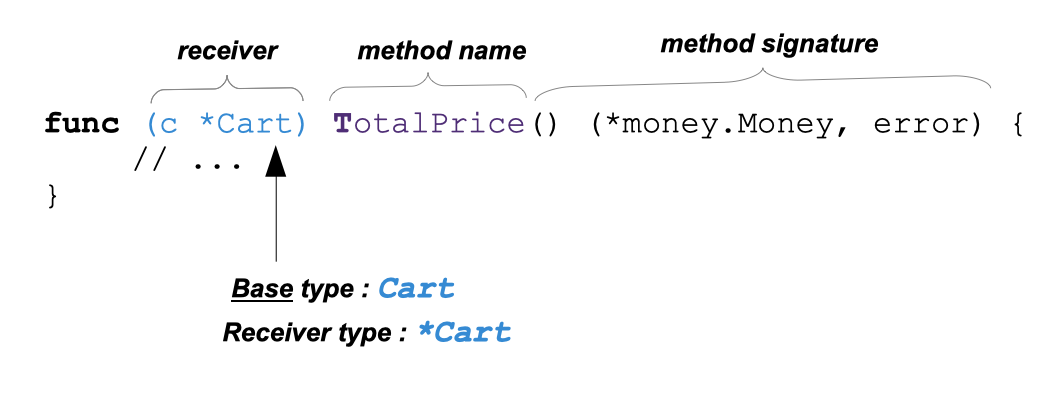 receiver method name method signature
func (c *Cart) TotalPrice() (*money.Money, error) {
// ...
}
Base type : Cart
Receiver type : *Cart